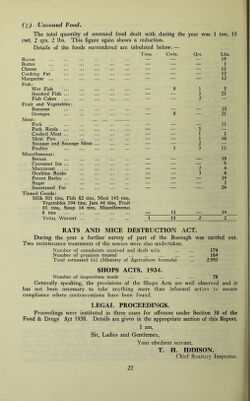 (g) Unsound Food.
The total quantity of unsound food dealt with during the year was 1 ton, 13
cwt. 2 qrs. 2 lbs. This figure again shows a reduction.
Details of the foods surrendered are tabulated below:—
Tons. Cwts. Qrs. Lbs.
Bacon
Butter
Cheese
Cooking Fat
Margarine
Fish:
Wet Fish
Smoked Fish
Fish Cakes
Fruit and Vegetables:
Bananas
Oranges
Meat:
Pork
Pork Rinds
Cooked Meat
Meat Pies
Sausage and Sausage Meat
Poultry
Miscellaneous:
Bread
Coconut Ice
Macaroni
Ovaltine Rusks
Patent Barley
Sugar
Sweetened Fat
Tinned Goods:
Milk 501 tins, Fish 82 tins, Meat 143 tins,
Vegetables 194 tins, Jam 44 tins, Fruit
85 tins, Soup 14 tins, Miscellaneous
8 tins
Total Weight
RATS AND MICE DESTRUCTION ACT.
During the year a further survey of part of the Borough was carried out.
Two maintenance treatments of the sewers were also undertaken.
Number of complaints received and dealt with 174
Number of premises treated 164
Total estimated kill (Ministry of Agriculture formula) 2,993
SHOPS ACTS, 1934.
Number of inspections made 78
Generally speaking, the provisions of the Shops Acts are well observed and it
has not been necessary to take anything more than informal action to secure
compliance where contraventions have been found.
LEGAL PROCEEDINGS.
Proceedings were instituted in three cases for offences under Section 38 of the
Food & Drugs Act 1938. Details are given in the appropriate section of this Report.
I am,
Sir, Ladies and Gentlemen,
Your obedient servant,
T. H. IDDISON,
Chief Sanitary Inspector.
22